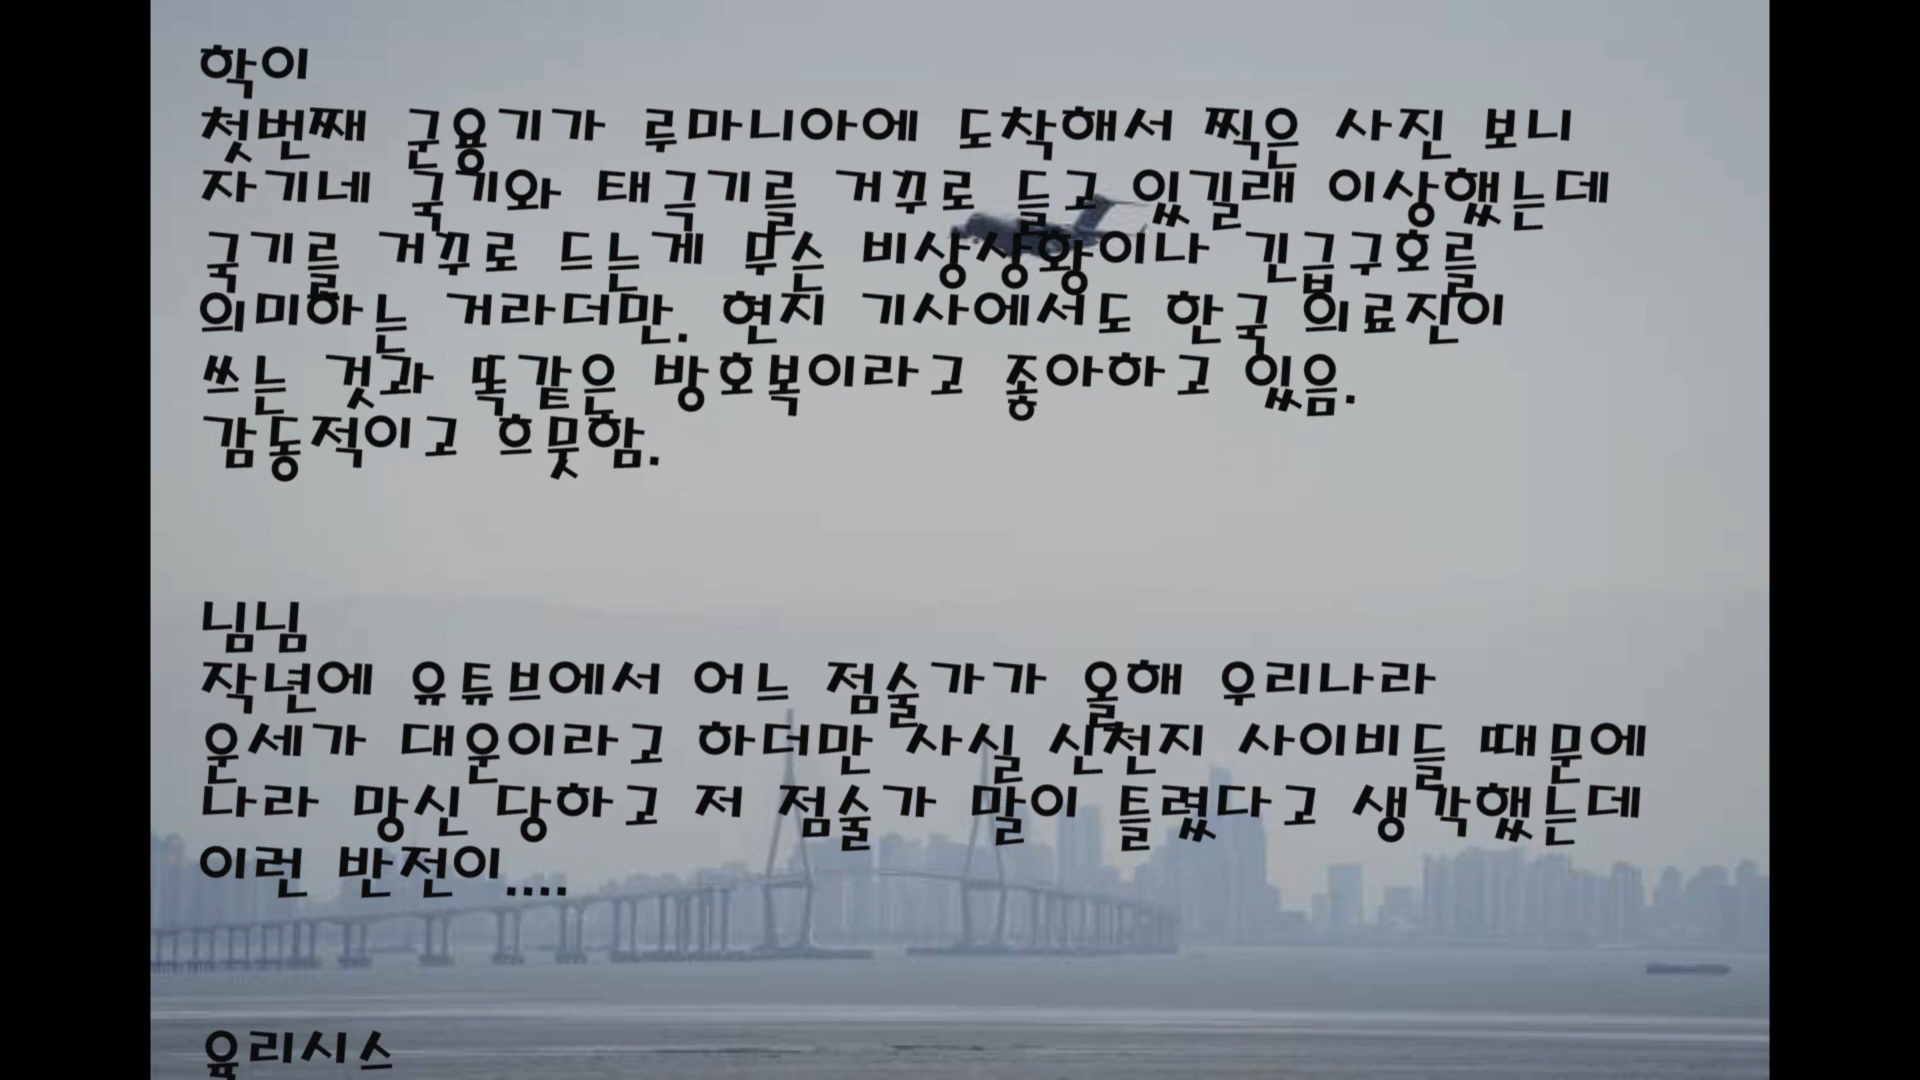 학이
첫번째 군용기가 루마니아에 도착해서 찍은 사진 보니
자기네 국기와 태극기를 거꾸로 들고 있길래 이상했는데
국기를 거꾸로 드는게 무슨 비상상황이나 긴급구호를
의미하는 거라더만. 현지 기사에서도 한국 의료진이
쓰는 것과 똑같은 방호복이라고 좋아하고 있음.
감동적이고 흐뭇함.
님님
작년에 유튜브에서 어느 점술가가 올해 우리나라
운세가 대운이라고 하더만 사실 신천지 사이비들 때문에
나라 망신 당하고 저 점술가 말이 틀렸다고 생각했는데
이런 반전이....
율리시스